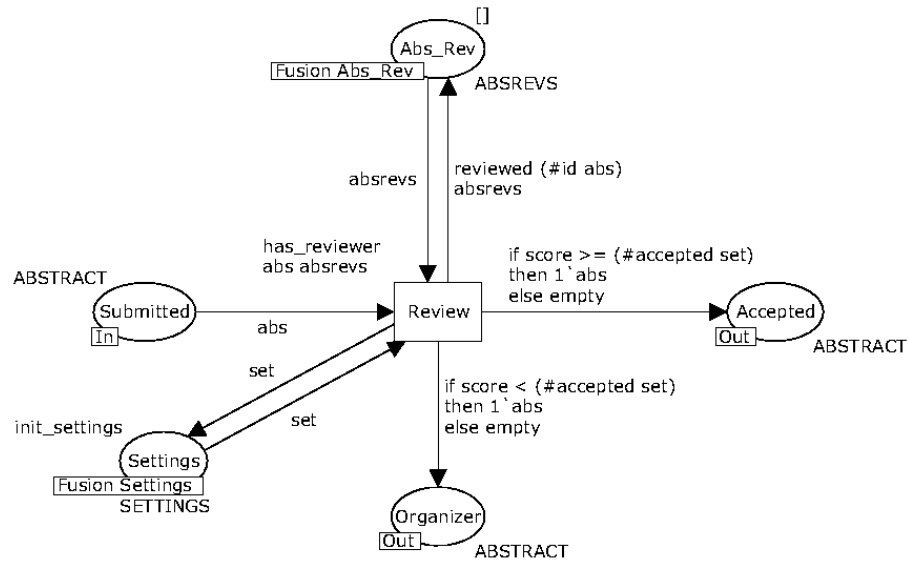 []
Abs_Rev
Fusion Abs_Rev
ABSREVS
absrevs
reviewed (#id abs)
absrevs
has_reviewer
abs absrevs
if score >= (#accepted set)
then 1`abs
else empty
ABSTRACT
Submitted
In
abs
Review
Accepted
Out
ABSTRACT
set
set
if score < (#accepted set)
then 1`abs
else empty
init_settings
Settings
Fusion Settings
SETTINGS
Organizer
Out
ABSTRACT